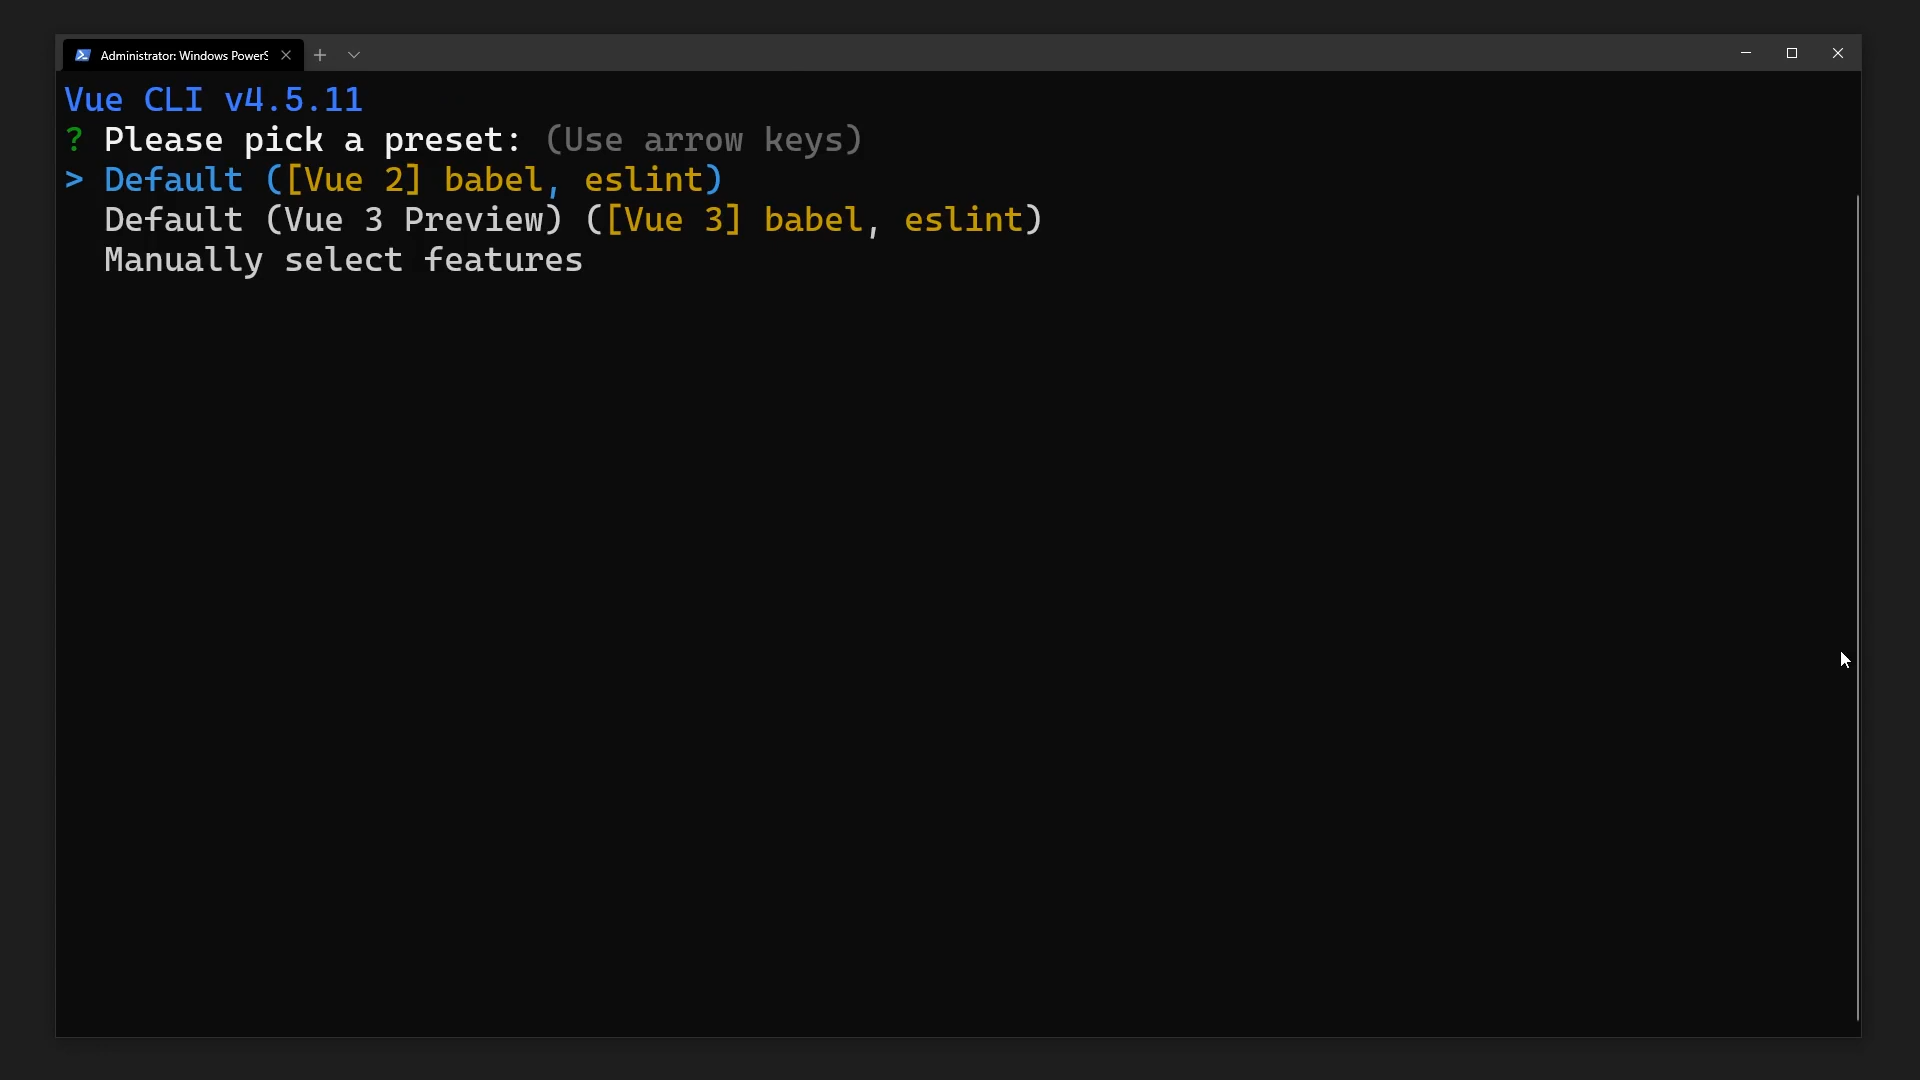 Administrator: Windows PowerS
Vue CLI v4.5.11
? Please pick a preset: (Use arrow keys)
> Default ([Vue 2] babel, eslint)
Default (Vue 3 Preview) ([Vue 3] babel, eslint)
Manually select features